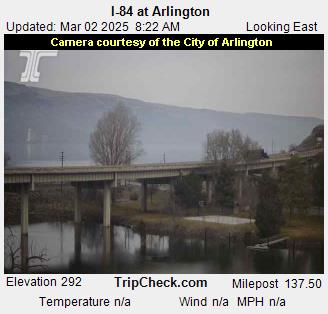 I-84 at Arlington
Updated: Mar 02 2025 8:22 AM Looking East
Camera courtesy of the City of Arlington
Elevation 292 TripCheck.com Milepost 137.50
Temperature n/a Wind n/a MPH n/a